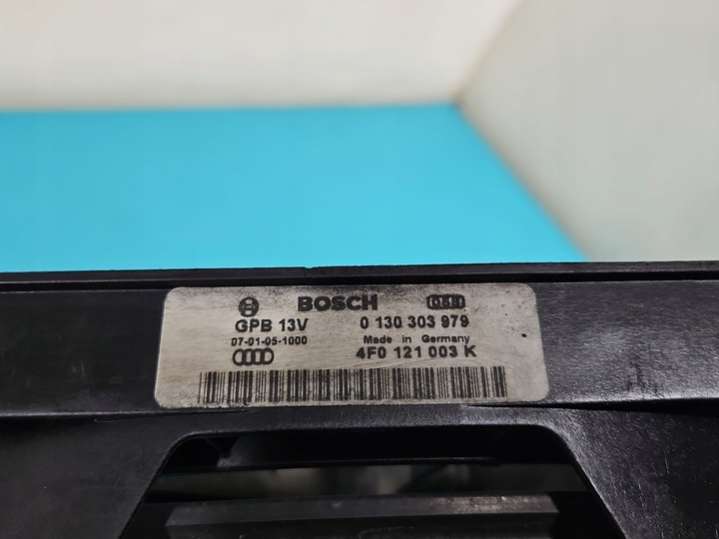 BOSCH
GPB 13V 0 130 303 979
07-01-05-1000 Made in Germany
4F0 121 003 K